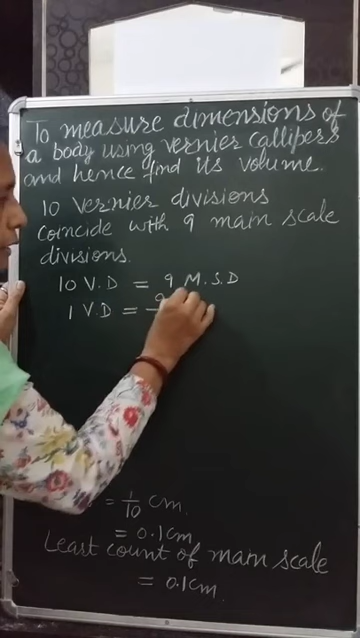 To measure dimensions of
a body using vernier callipers
and hence find its volume.
10 vernier divisions
coincide with 9 main scale
divisions.
10 V.D = 9 M.S.D
1 V.D = 9
= 1/10 cm.
= 0.1cm
Least count of main scale
= 0.1cm.